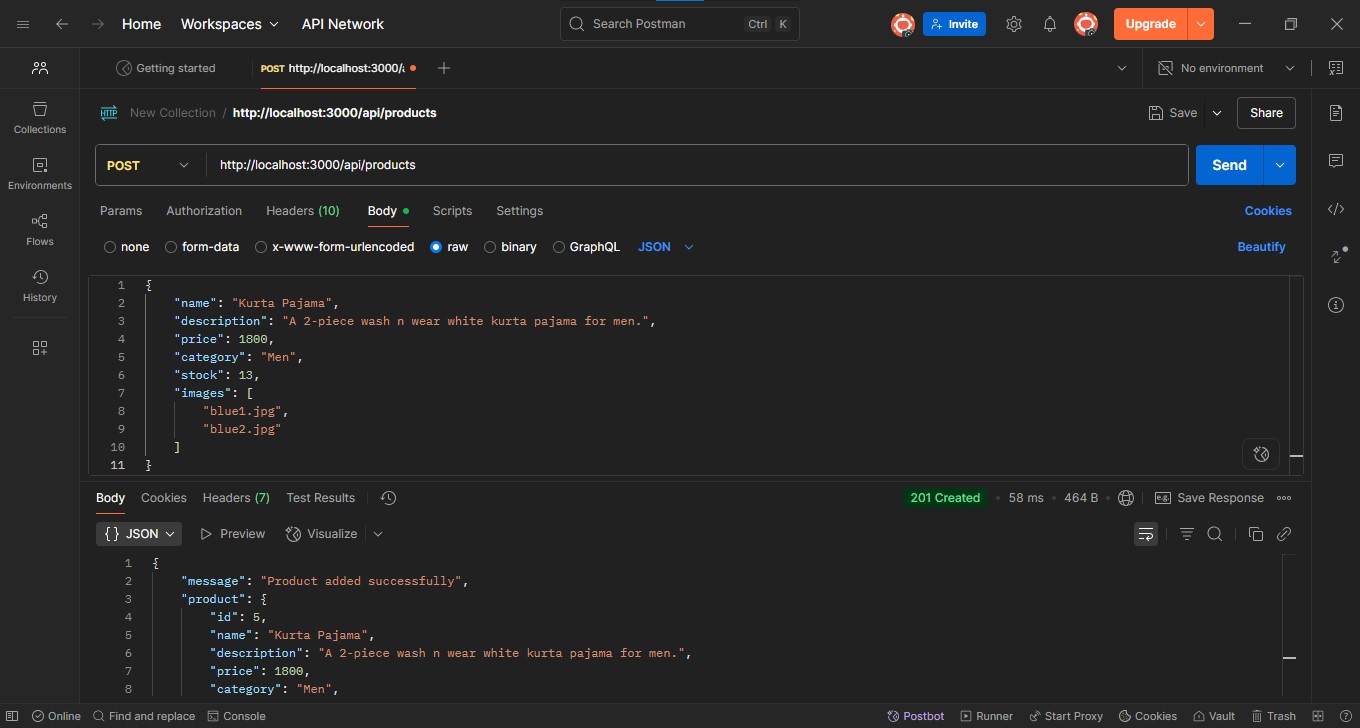 Home Workspaces API Network Search Postman Ctrl K Invite Upgrade
Getting started POST http://localhost:3000/a No environment
HTTP New Collection / http://localhost:3000/api/products Save Share
POST http://localhost:3000/api/products Send
Params Authorization Headers (10) Body Scripts Settings Cookies
none form-data x-www-form-urlencoded raw binary GraphQL JSON Beautify
Collections
Environments
Flows
History
1 {
2 "name": "Kurta Pajama",
3 "description": "A 2-piece wash n wear white kurta pajama for men.",
4 "price": 1800,
5 "category": "Men",
6 "stock": 13,
7 "images": [
8 "blue1.jpg",
9 "blue2.jpg"
10 ]
11 }
Body Cookies Headers (7) Test Results 201 Created 58 ms 464 B e.g. Save Response
{} JSON Preview Visualize
1 {
2 "message": "Product added successfully",
3 "product": {
4 "id": 5,
5 "name": "Kurta Pajama",
6 "description": "A 2-piece wash n wear white kurta pajama for men.",
7 "price": 1800,
8 "category": "Men",
Online Find and replace Console Postbot Runner Start Proxy Cookies Vault Trash